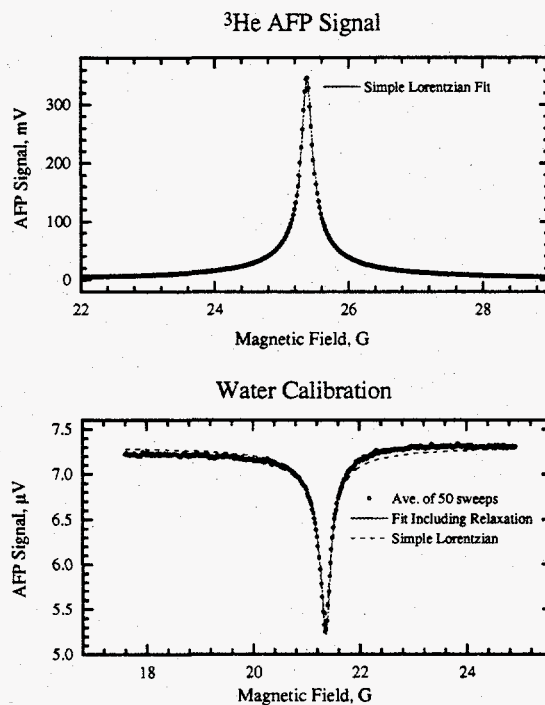 ³He AFP Signal
AFP Signal, mV
300
200
100
0
Simple Lorentzian Fit
22
24
26
28
Magnetic Field, G
Water Calibration
AFP Signal, μV
7.5
7.0
6.5
6.0
5.5
5.0
Ave. of 50 sweeps
Fit Including Relaxation
Simple Lorentzian
18
20
22
24
Magnetic Field, G